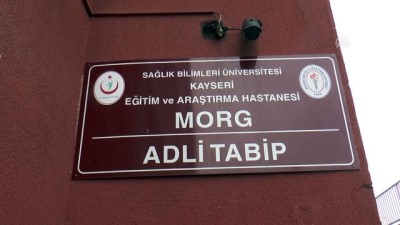 SAĞLIK BİLİMLERİ ÜNİVERSİTESİ
KAYSERİ
EĞİTİM ve ARAŞTIRMA HASTANESİ
MORG
ADLİ TABİP